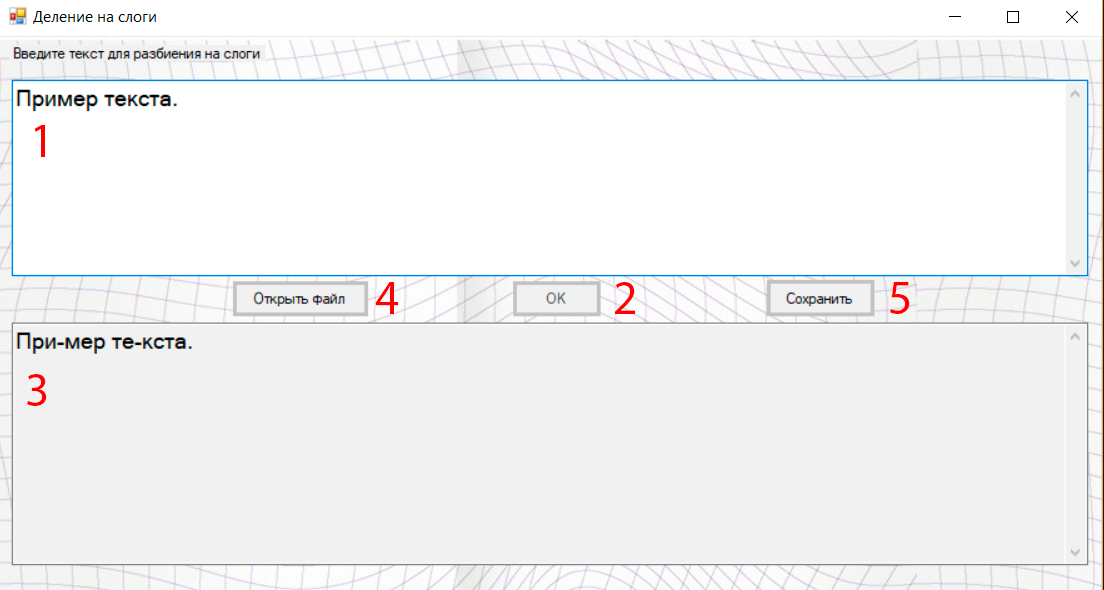 Деление на слоги
Введите текст для разбиения на слоги
Пример текста.
1
Открыть файл 4 OK 2 Сохранить 5
При-мер те-кста.
3